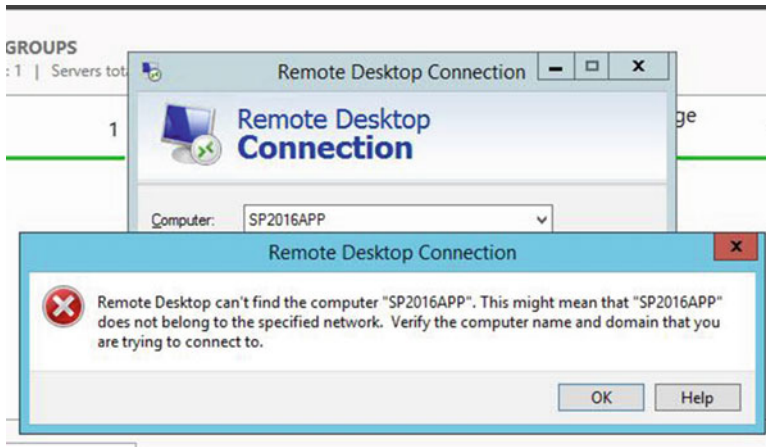 GROUPS
: 1 | Servers tot
Remote Desktop Connection
1
Remote Desktop
ge
Connection
Computer: SP2016APP
Remote Desktop Connection
Remote Desktop can't find the computer "SP2016APP". This might mean that "SP2016APP"
does not belong to the specified network. Verify the computer name and domain that you
are trying to connect to.
OK Help